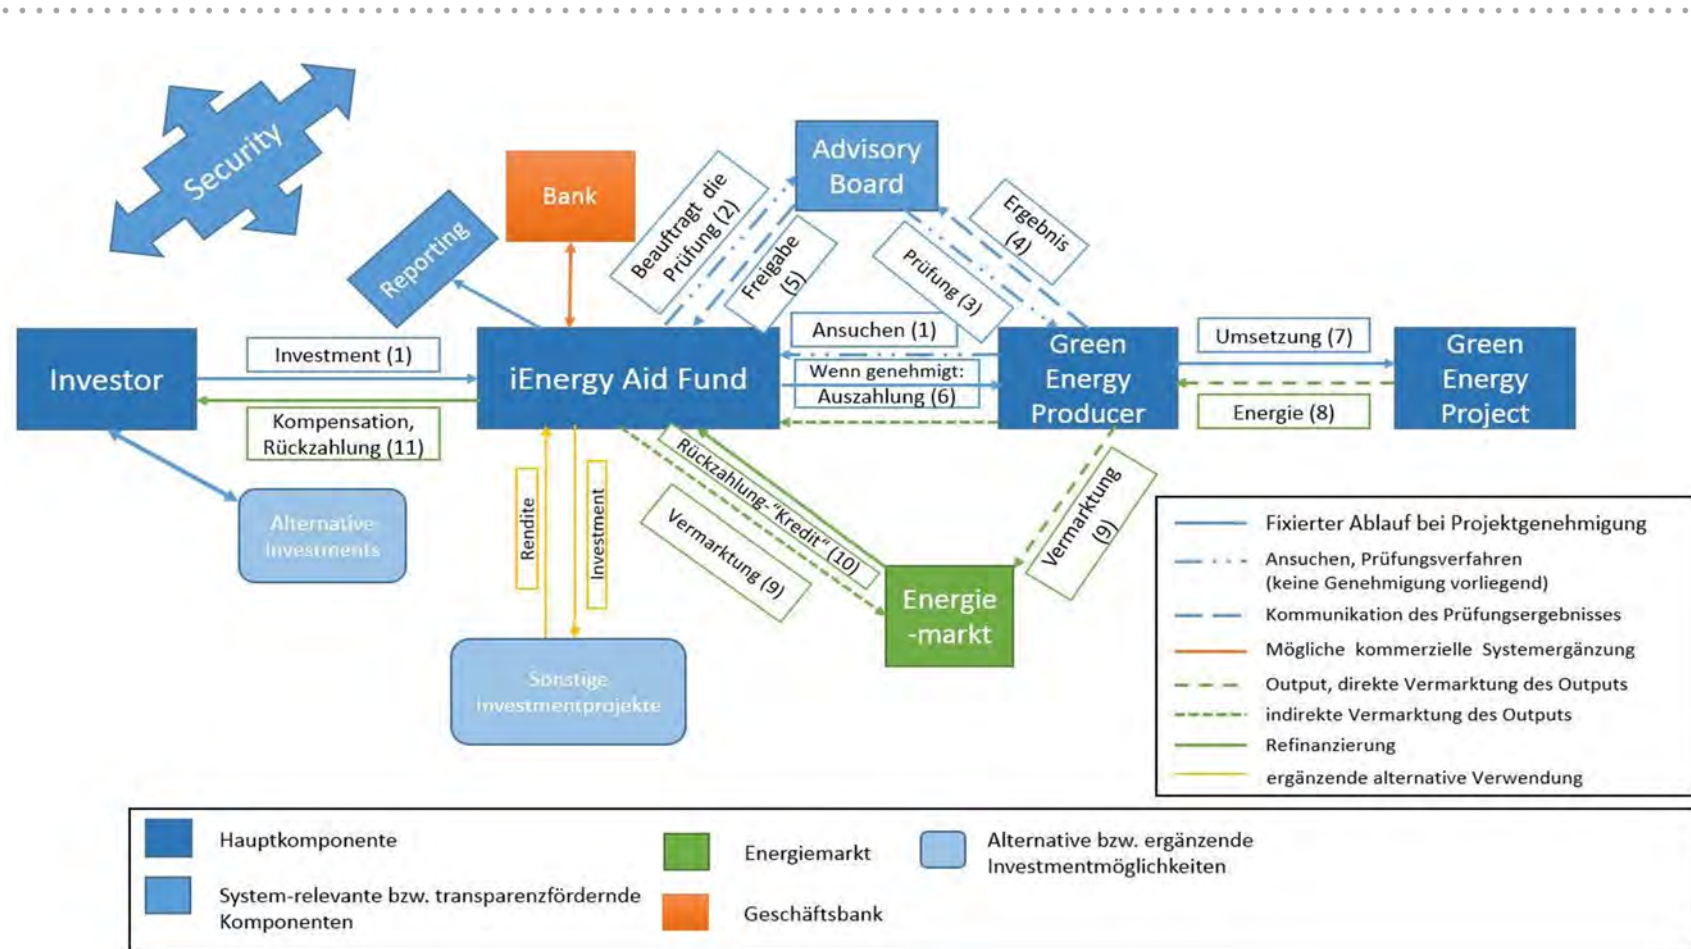 Security
Reporting
Bank
Advisory
Board
Beauftragt die
Prüfung (2)
Freigabe
(5)
Prüfung (3)
Ergebnis
(4)
Investor
Investment (1)
Kompensation,
Rückzahlung (11)
iEnergy Aid Fund
Ansuchen (1)
Wenn genehmigt:
Auszahlung (6)
Green
Energy
Producer
Umsetzung (7)
Energie (8)
Green
Energy
Project
Alternative
Investments
Rendite
Investment
Rückzahlung-"Kredit“ (10)
Vermarktung (9)
Vermarktung
(9)
Energie
-markt
Sonstige
Investmentprojekte
Fixierter Ablauf bei Projektgenehmigung
Ansuchen, Prüfungsverfahren
(keine Genehmigung vorliegend)
Kommunikation des Prüfungsergebnisses
Mögliche kommerzielle Systemergänzung
Output, direkte Vermarktung des Outputs
indirekte Vermarktung des Outputs
Refinanzierung
ergänzende alternative Verwendung
Hauptkomponente
System-relevante bzw. transparenzfördernde
Komponenten
Energiemarkt
Geschäftsbank
Alternative bzw. ergänzende
Investmentmöglichkeiten